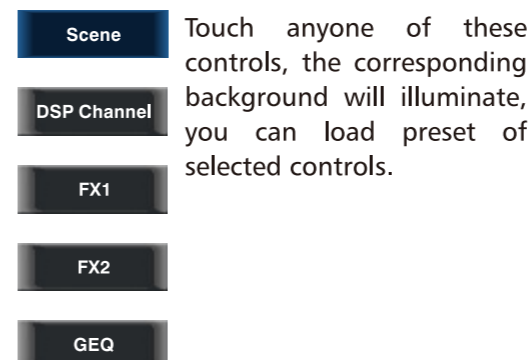 Scene
DSP Channel
FX1
FX2
GEQ
Touch anyone of these
controls, the corresponding
background will illuminate,
you can load preset of
selected controls.